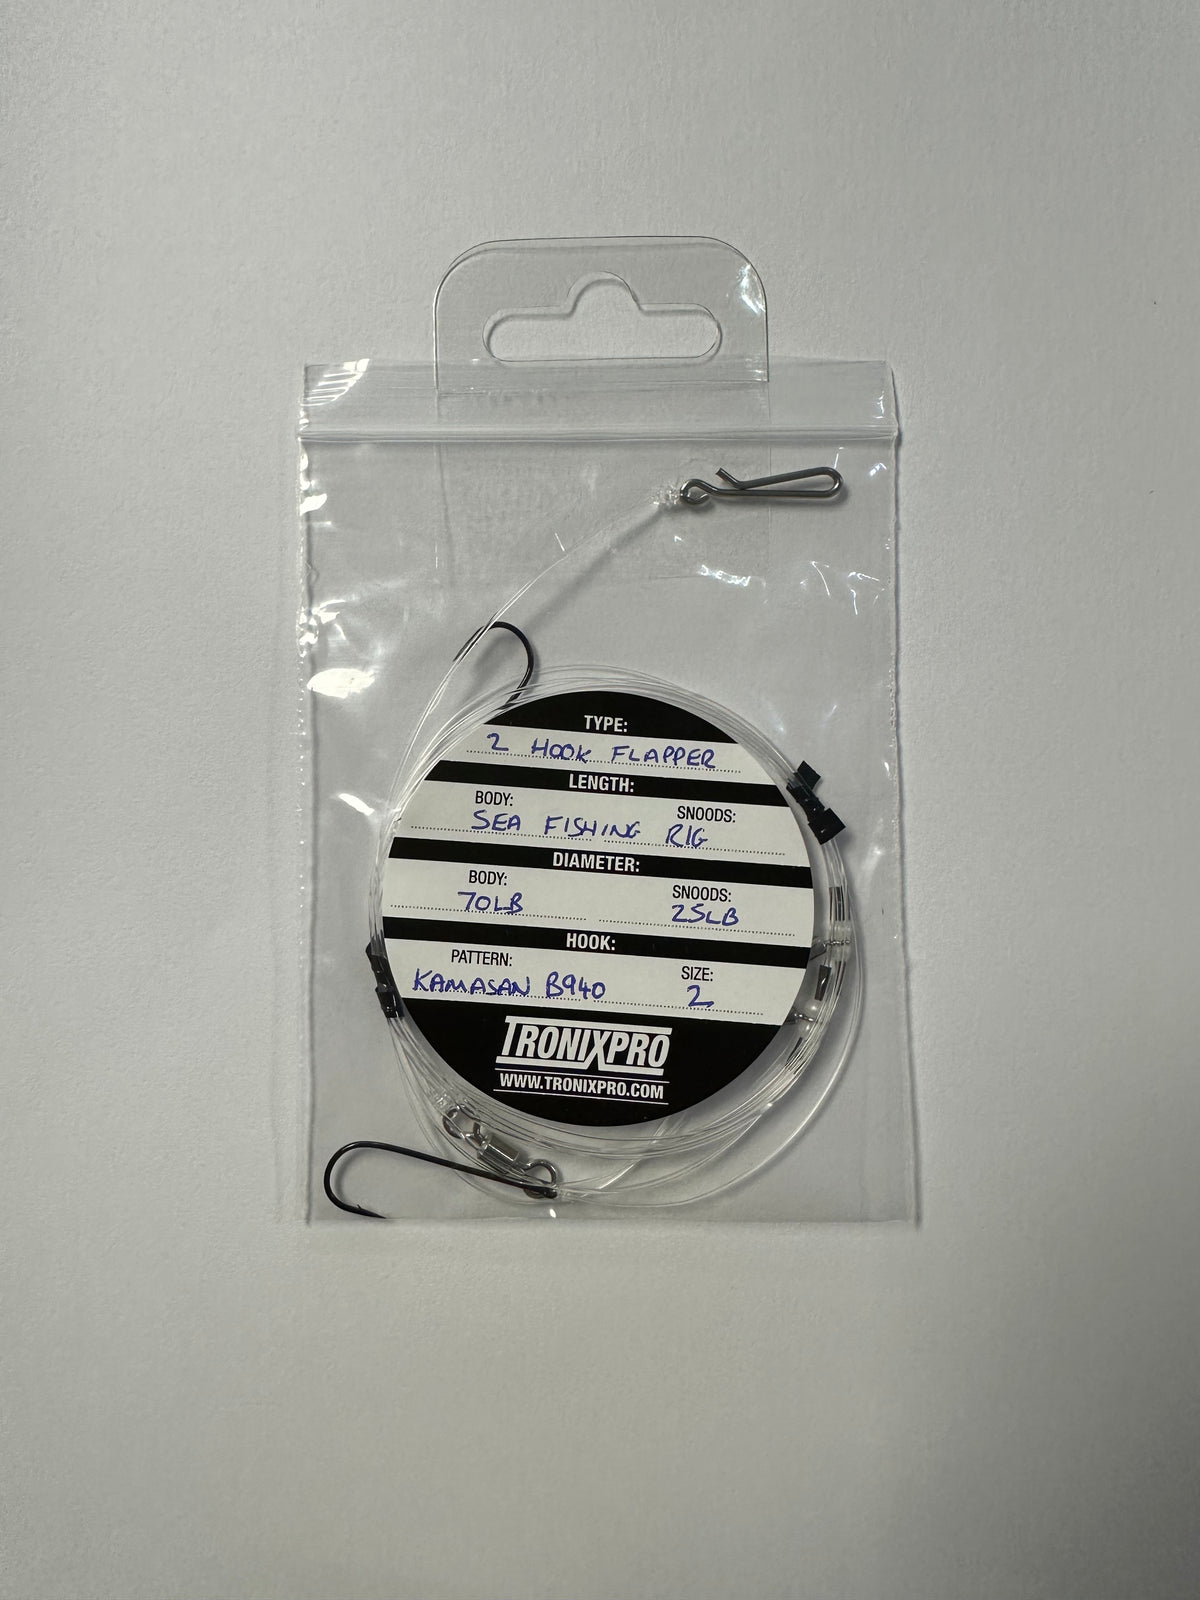 TYPE:
2 HOOK FLAPPER
LENGTH:
BODY: SNOODS:
SEA FISHING RIG
DIAMETER:
BODY: SNOODS:
70LB 25LB
HOOK:
PATTERN: SIZE:
KAMASAN B940 2
TRONIXPRO
WWW.TRONIXPRO.COM